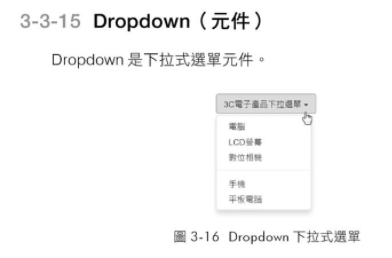 3-3-15 Dropdown（元件）
Dropdown 是下拉式選單元件。
3C電子產品下拉選單
電腦
LCD螢幕
數位相機
手機
平板電腦
圖 3-16 Dropdown 下拉式選單